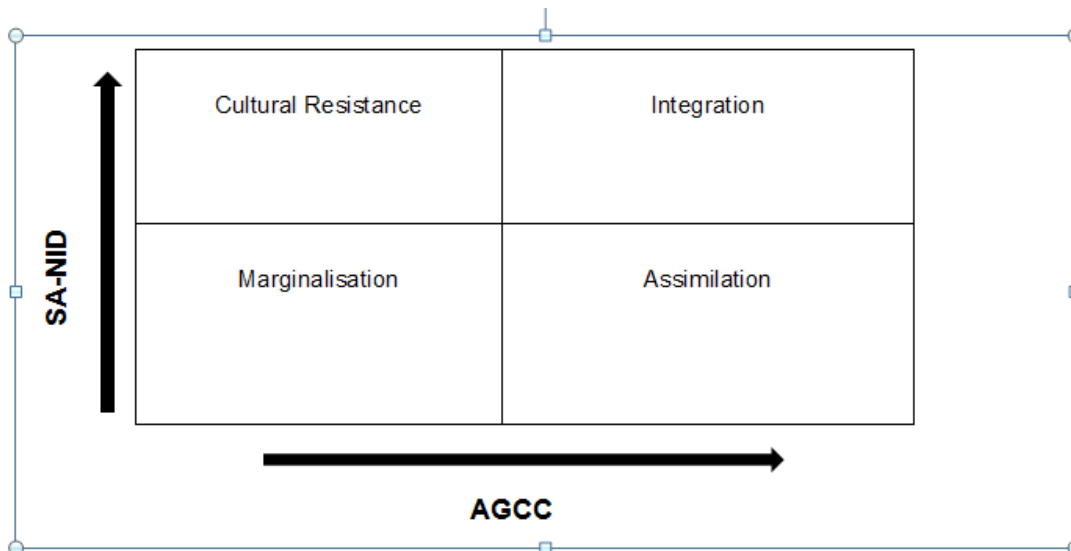 Cultural Resistance
Integration
SA-NID
Marginalisation
Assimilation
AGCC